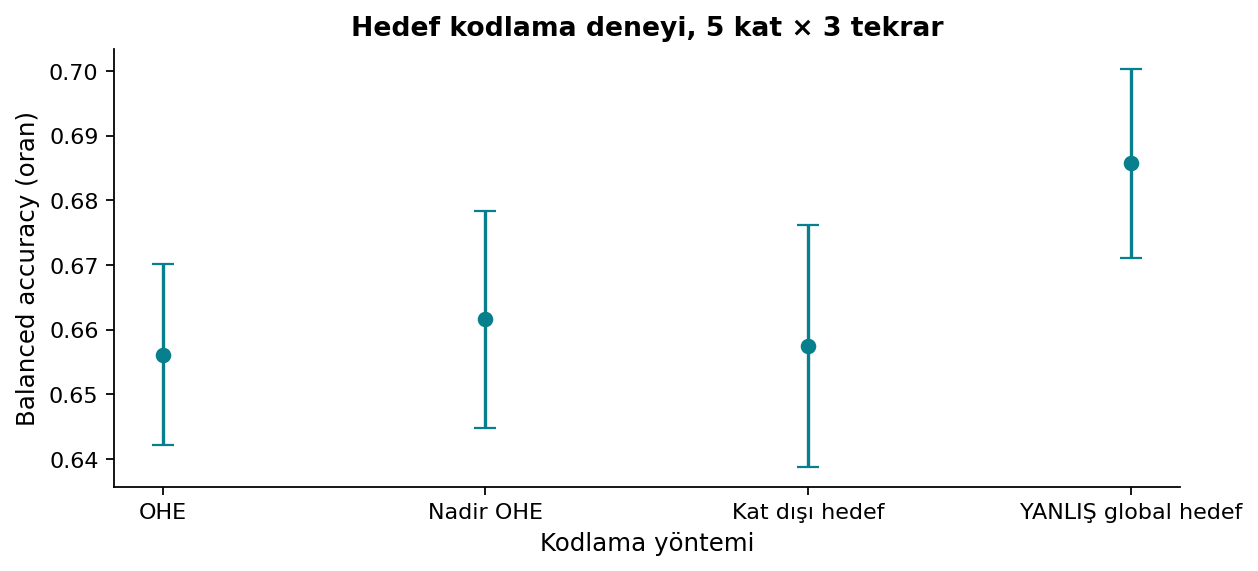 Hedef kodlama deneyi, 5 kat × 3 tekrar
Balanced accuracy (oran)
0.70
0.69
0.68
0.67
0.66
0.65
0.64
OHE
Nadir OHE
Kat dışı hedef
YANLIŞ global hedef
Kodlama yöntemi